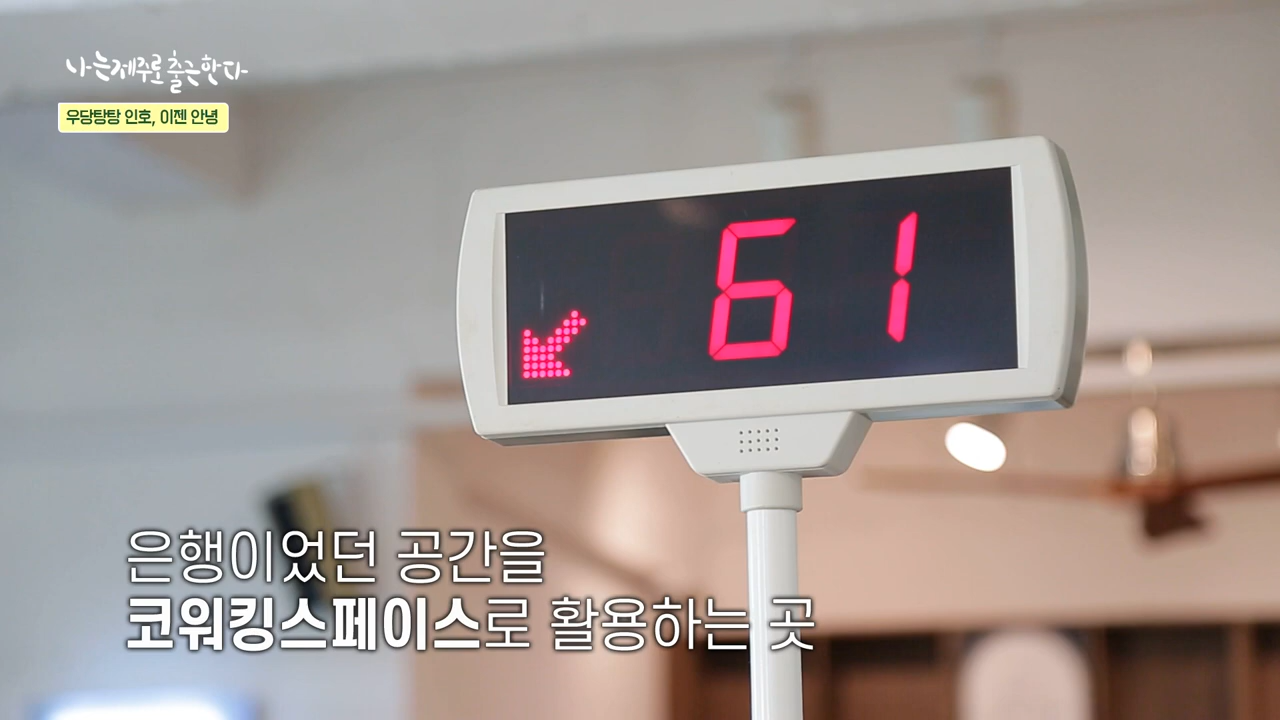 나는 제주로 출근한다
우당탕탕 인호, 이젠 안녕
61
은행이었던 공간을
코워킹스페이스로 활용하는 곳